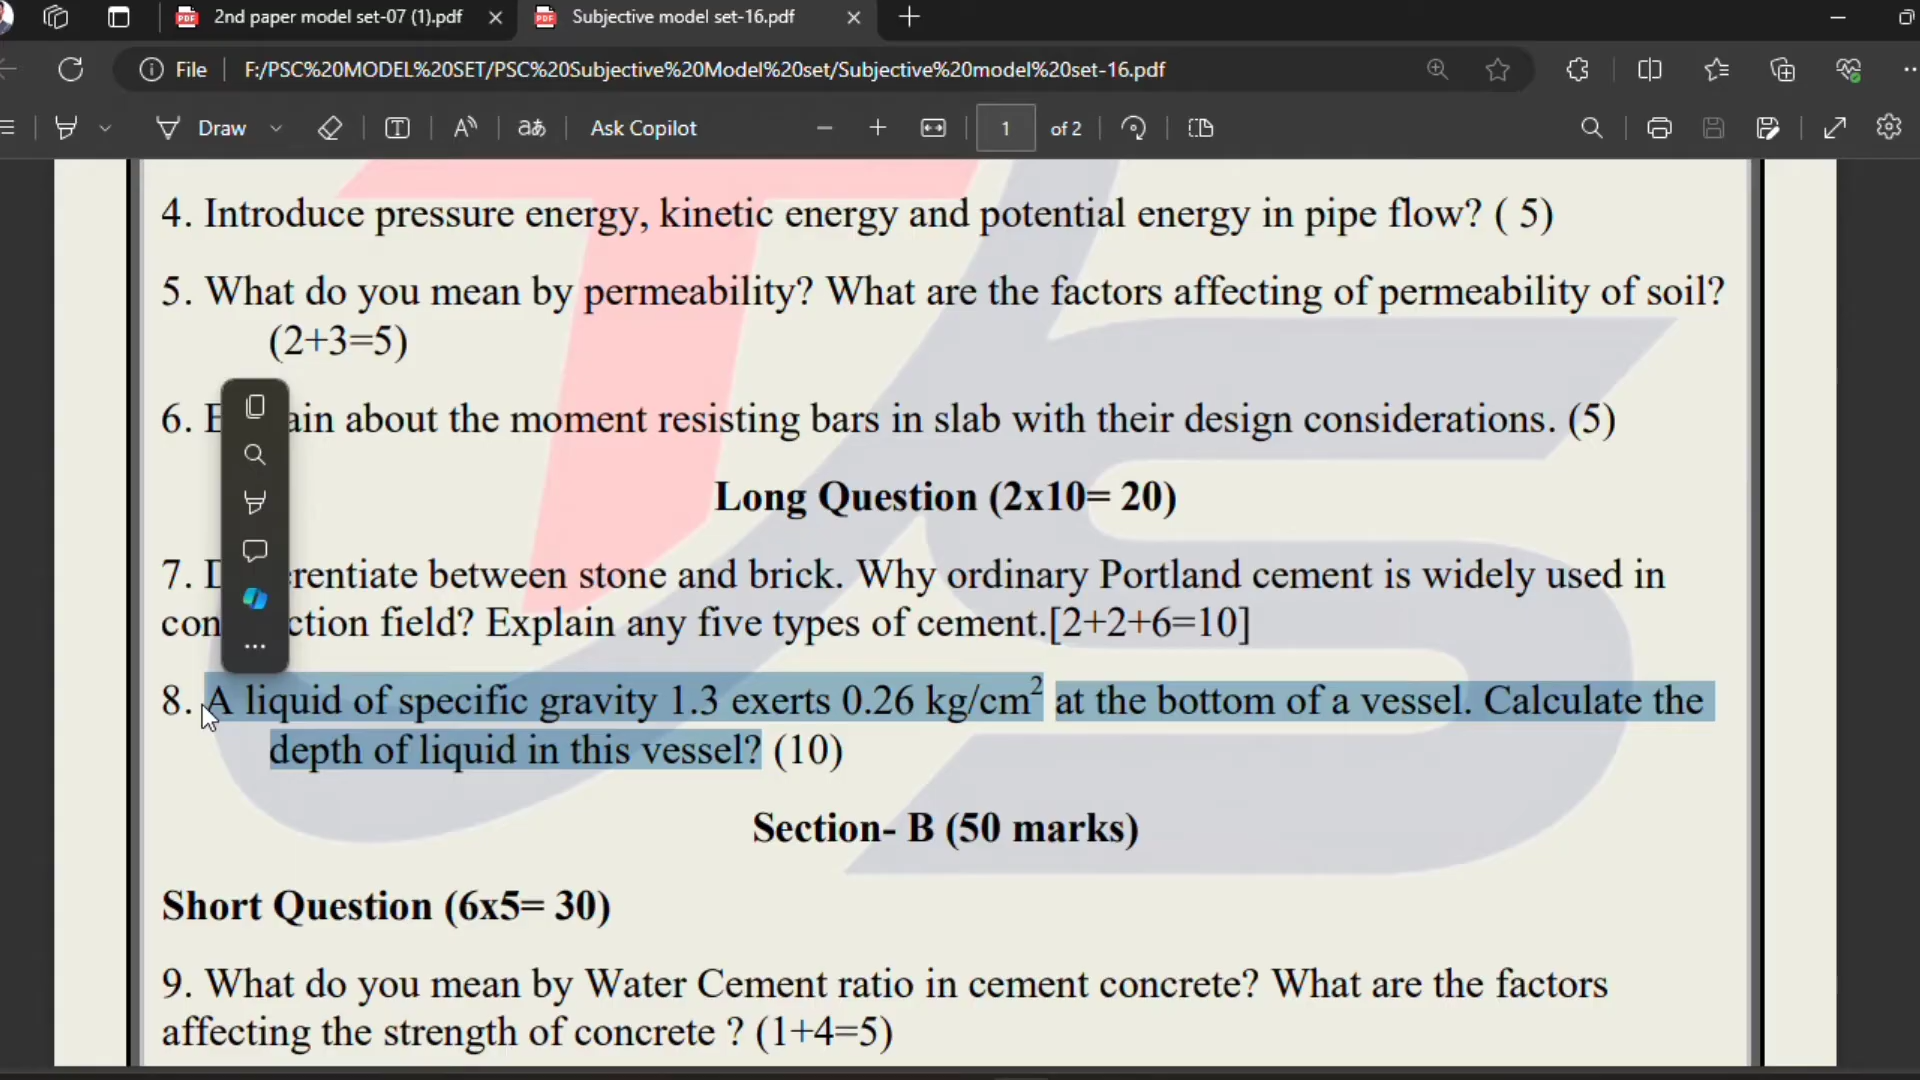 2nd paper model set-07 (1).pdf
Subjective model set-16.pdf
File
F:/PSC%20MODEL%20SET/PSC%20Subjective%20Model%20set/Subjective%20model%20set-16.pdf
Draw
Ask Copilot
1 of 2
4. Introduce pressure energy, kinetic energy and potential energy in pipe flow? ( 5)
5. What do you mean by permeability? What are the factors affecting of permeability of soil?
(2+3=5)
6. E ain about the moment resisting bars in slab with their design considerations. (5)
Long Question (2x10= 20)
7. D erentiate between stone and brick. Why ordinary Portland cement is widely used in
con ction field? Explain any five types of cement.[2+2+6=10]
8. A liquid of specific gravity 1.3 exerts 0.26 kg/cm² at the bottom of a vessel. Calculate the
depth of liquid in this vessel? (10)
Section- B (50 marks)
Short Question (6x5= 30)
9. What do you mean by Water Cement ratio in cement concrete? What are the factors
affecting the strength of concrete ? (1+4=5)